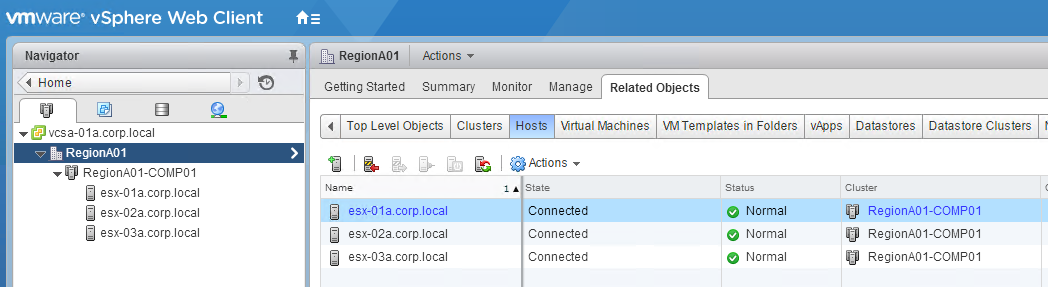 vmware® vSphere Web Client
Navigator
Home
vcsa-01a.corp.local
RegionA01
RegionA01-COMP01
esx-01a.corp.local
esx-02a.corp.local
esx-03a.corp.local
RegionA01 Actions
Getting Started Summary Monitor Manage Related Objects
Top Level Objects Clusters Hosts Virtual Machines VM Templates in Folders vApps Datastores Datastore Clusters
Actions
Name 1 State Status Cluster
esx-01a.corp.local Connected Normal RegionA01-COMP01
esx-02a.corp.local Connected Normal RegionA01-COMP01
esx-03a.corp.local Connected Normal RegionA01-COMP01